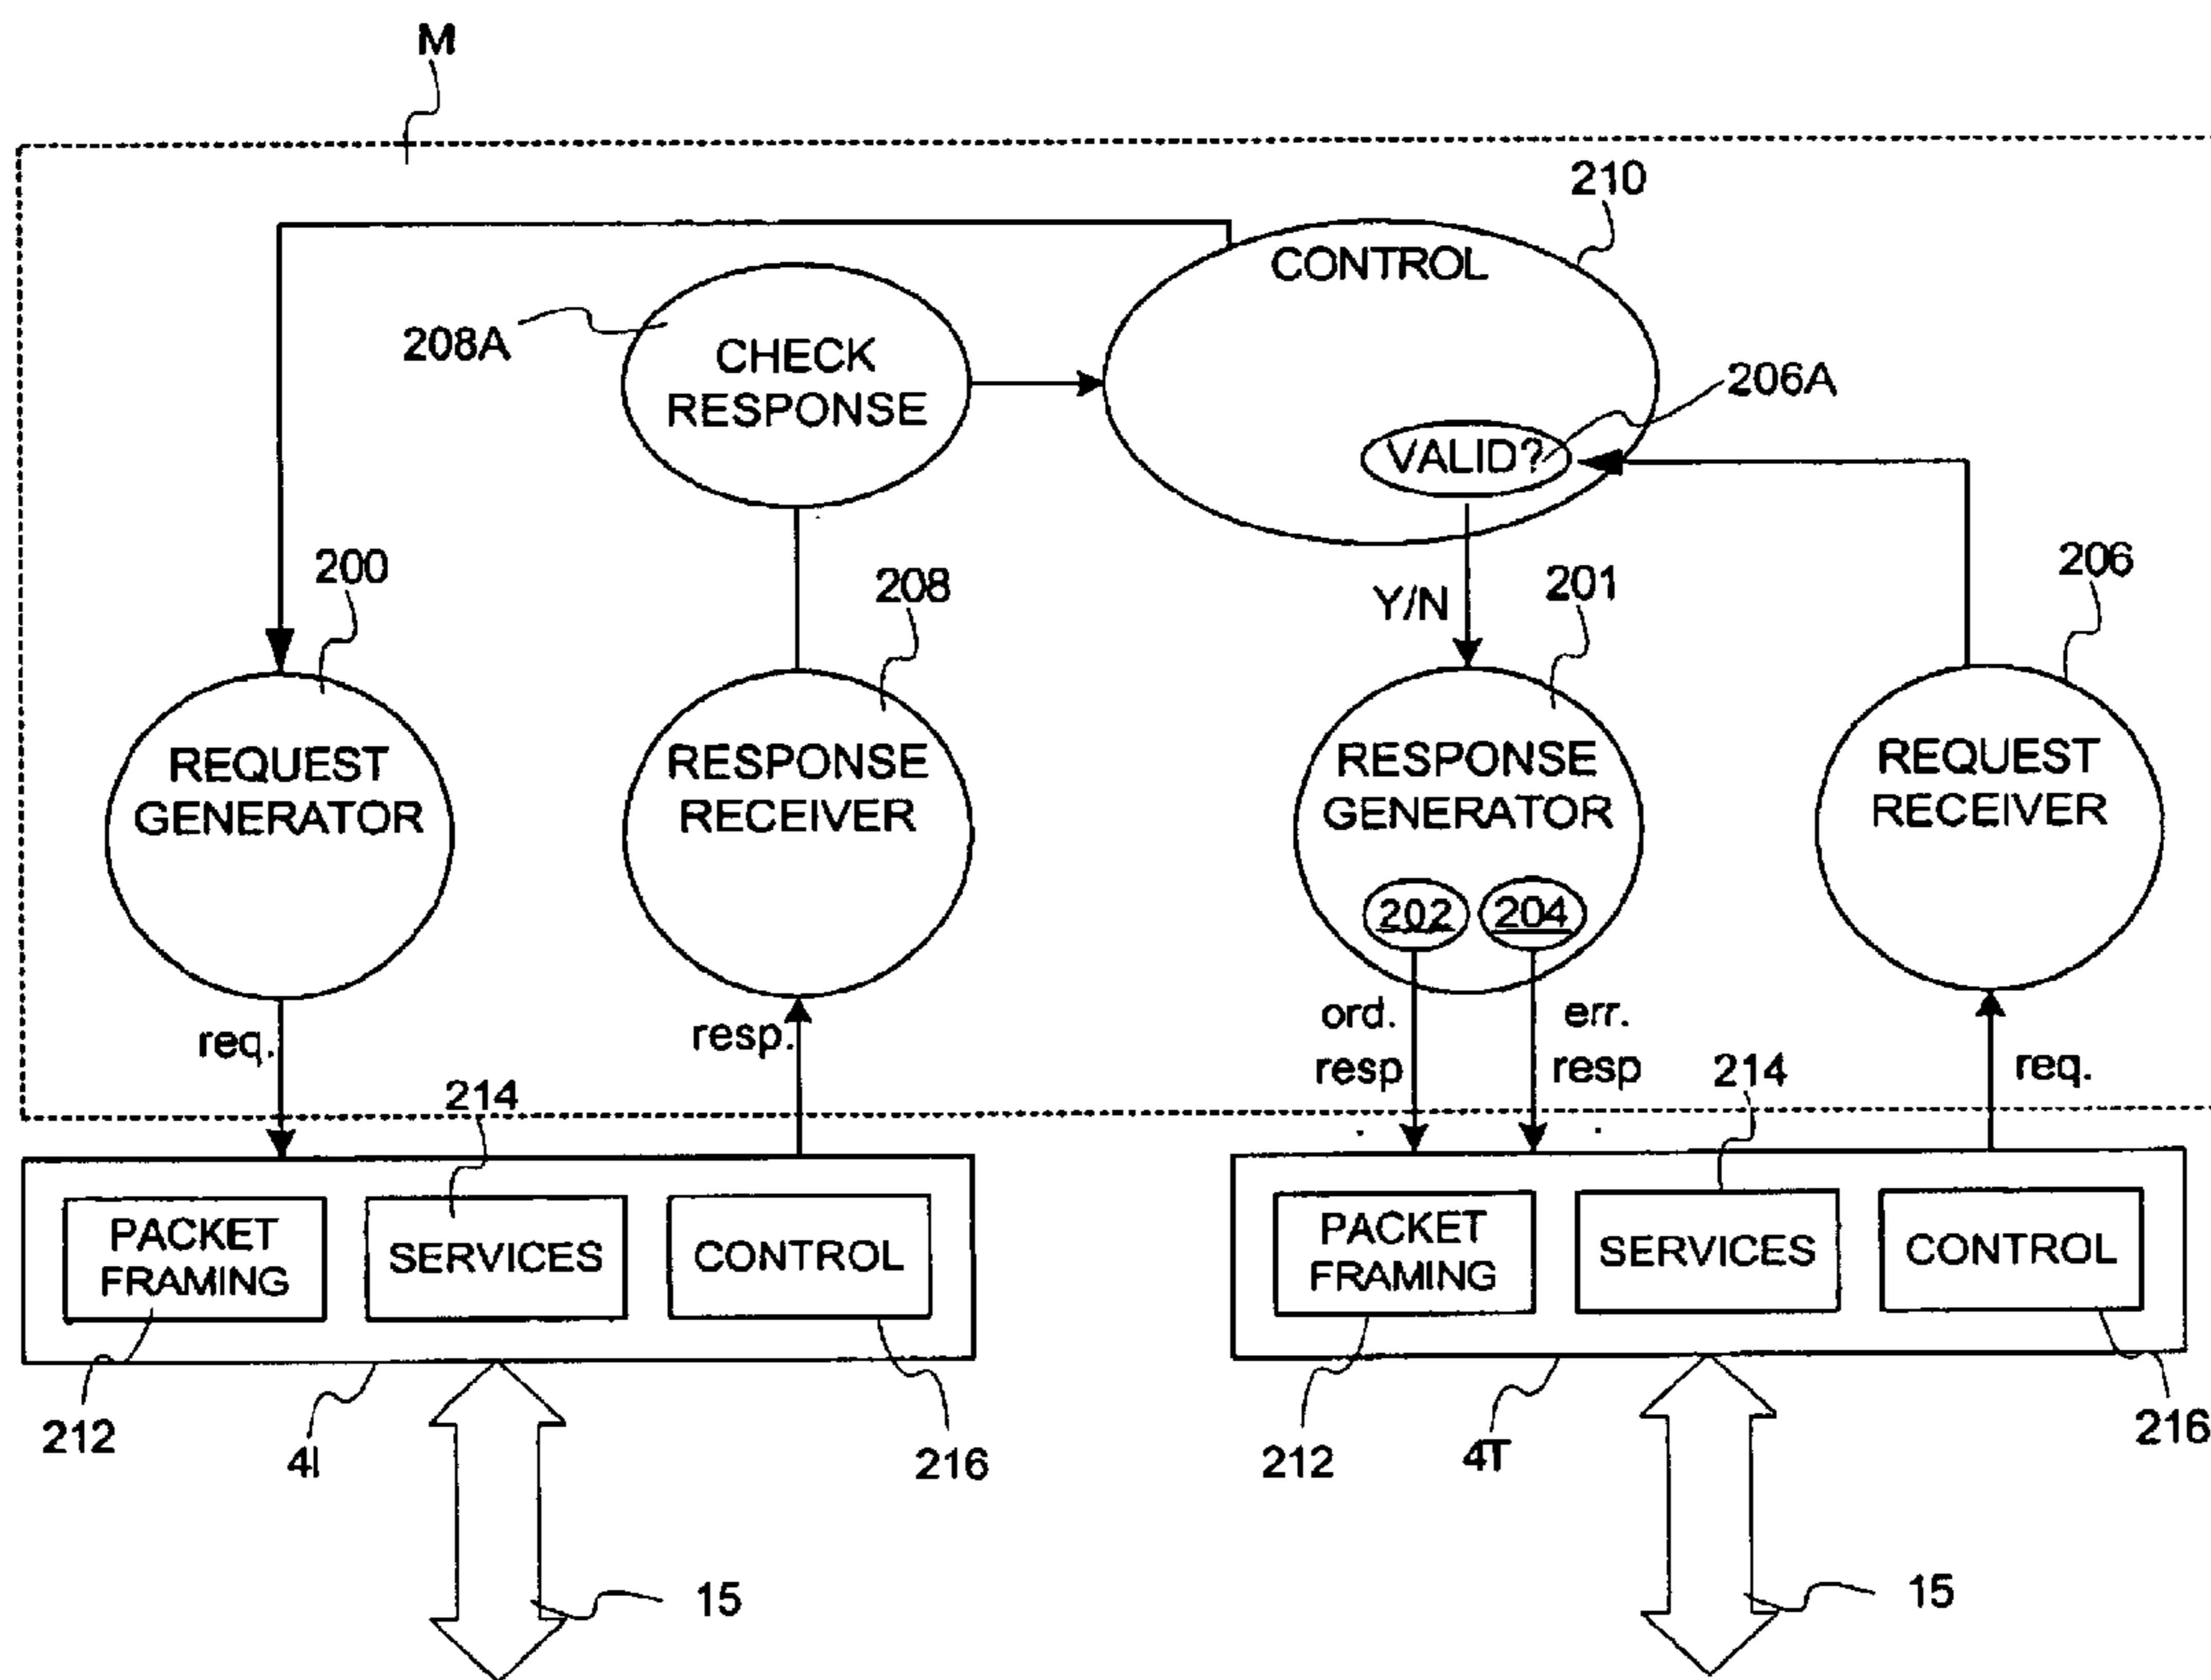 M
210
CONTROL
208A
CHECK
RESPONSE
206A
VALID?
200
208
Y/N
201
206
REQUEST
GENERATOR
RESPONSE
RECEIVER
RESPONSE
GENERATOR
REQUEST
RECEIVER
202
204
req.
resp.
ord.
resp
err.
resp
req.
214
214
PACKET
FRAMING
SERVICES
CONTROL
PACKET
FRAMING
SERVICES
CONTROL
212
4I
216
212
4T
216
15
15